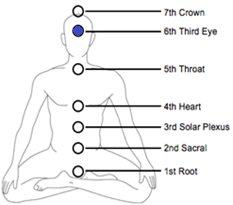 7th Crown
6th Third Eye
5th Throat
4th Heart
3rd Solar Plexus
2nd Sacral
1st Root